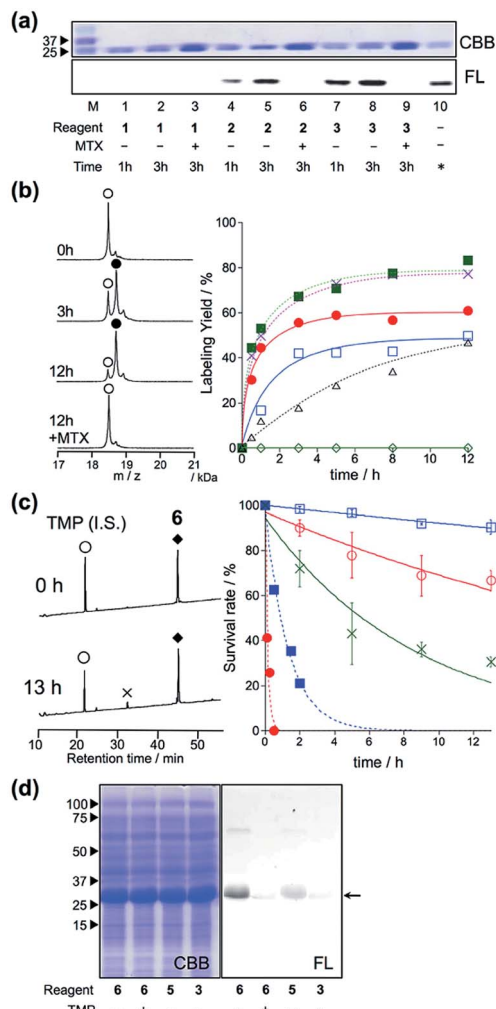 (a)
37
25
CBB
FL
M 1 2 3 4 5 6 7 8 9 10
Reagent 1 1 1 2 2 2 3 3 3 –
MTX – – + – – + – – + –
Time 1h 3h 3h 1h 3h 3h 1h 3h 3h *
(b)
0h
3h
12h
12h
+MTX
17 18 19 20 21
m / z / kDa
Labeling Yield / %
100
80
60
40
20
0
0 2 4 6 8 10 12
time / h
(c)
TMP (I.S.) 6
0 h
13 h
10 20 30 40 50
Retention time / min
Survival rate / %
100
80
60
40
20
0
0 2 4 6 8 10 12
time / h
(d)
100
75
50
37
25
15
CBB
FL
Reagent 6 6 5 3 6 6 5 3
TMP